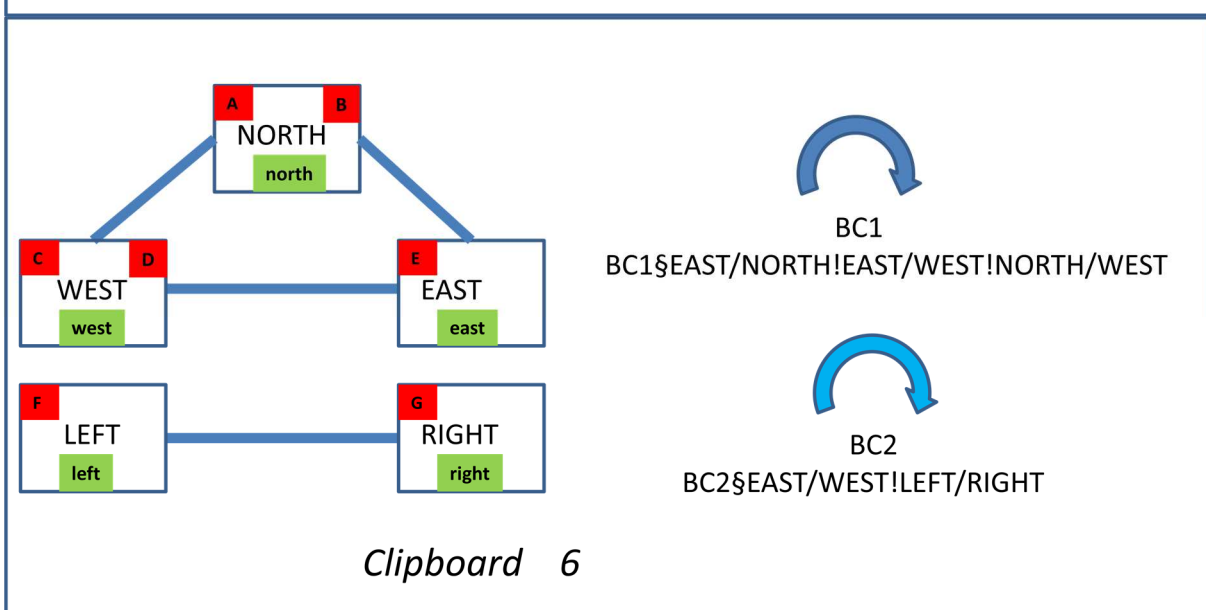 A B
NORTH
north
C D
WEST
west
E
EAST
east
F
LEFT
left
G
RIGHT
right
BC1
BC1§EAST/NORTH!EAST/WEST!NORTH/WEST
BC2
BC2§EAST/WEST!LEFT/RIGHT
Clipboard 6